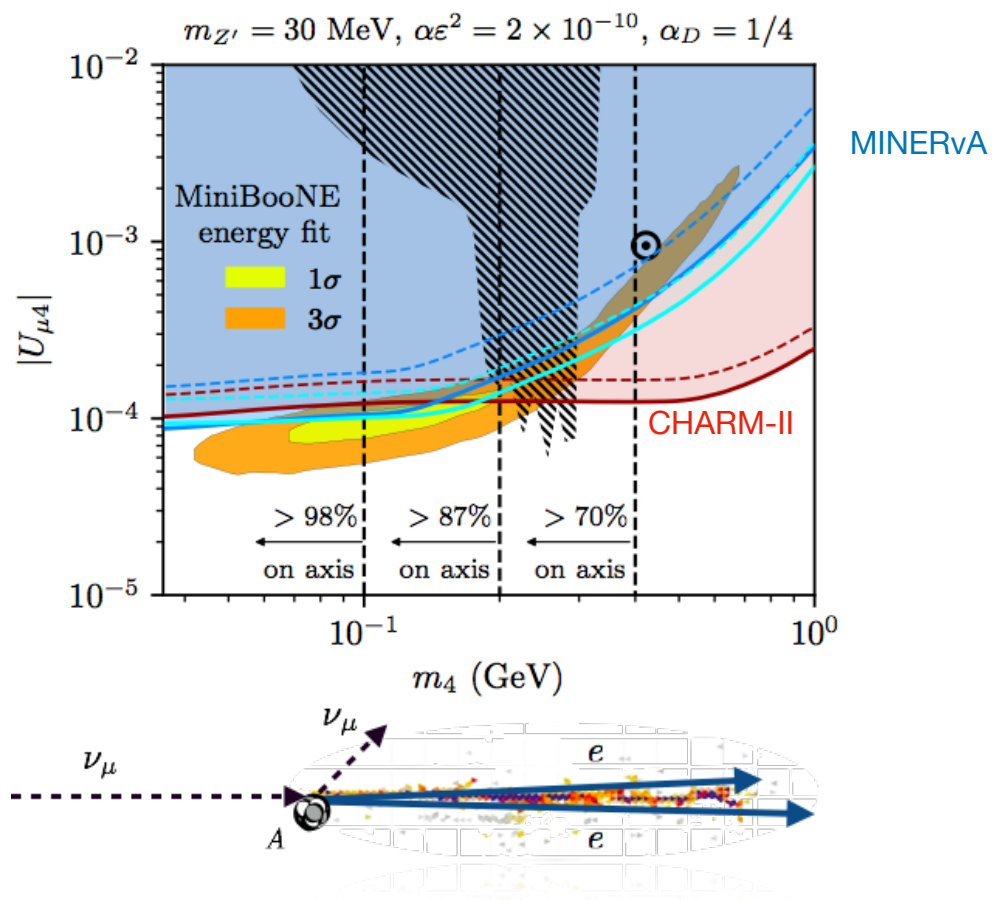 m_{Z'} = 30 MeV, αε² = 2 × 10⁻¹⁰, α_D = 1/4
10⁻²
10⁻³
10⁻⁴
10⁻⁵
|U_{μ4}|
MiniBooNE
energy fit
1σ
3σ
MINERvA
CHARM-II
> 98%
on axis
> 87%
on axis
> 70%
on axis
10⁻¹
10⁰
m₄ (GeV)
ν_μ
ν_μ
A
e
e